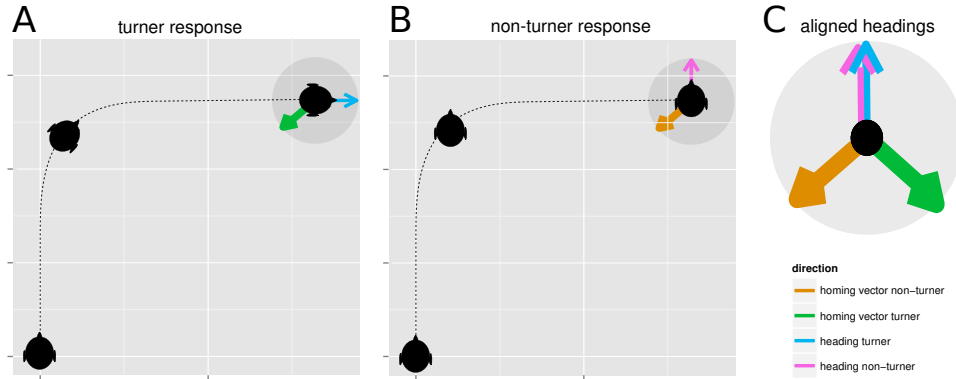 A
turner response
B
non-turner response
C
aligned headings
direction
homing vector non-turner
homing vector turner
heading turner
heading non-turner